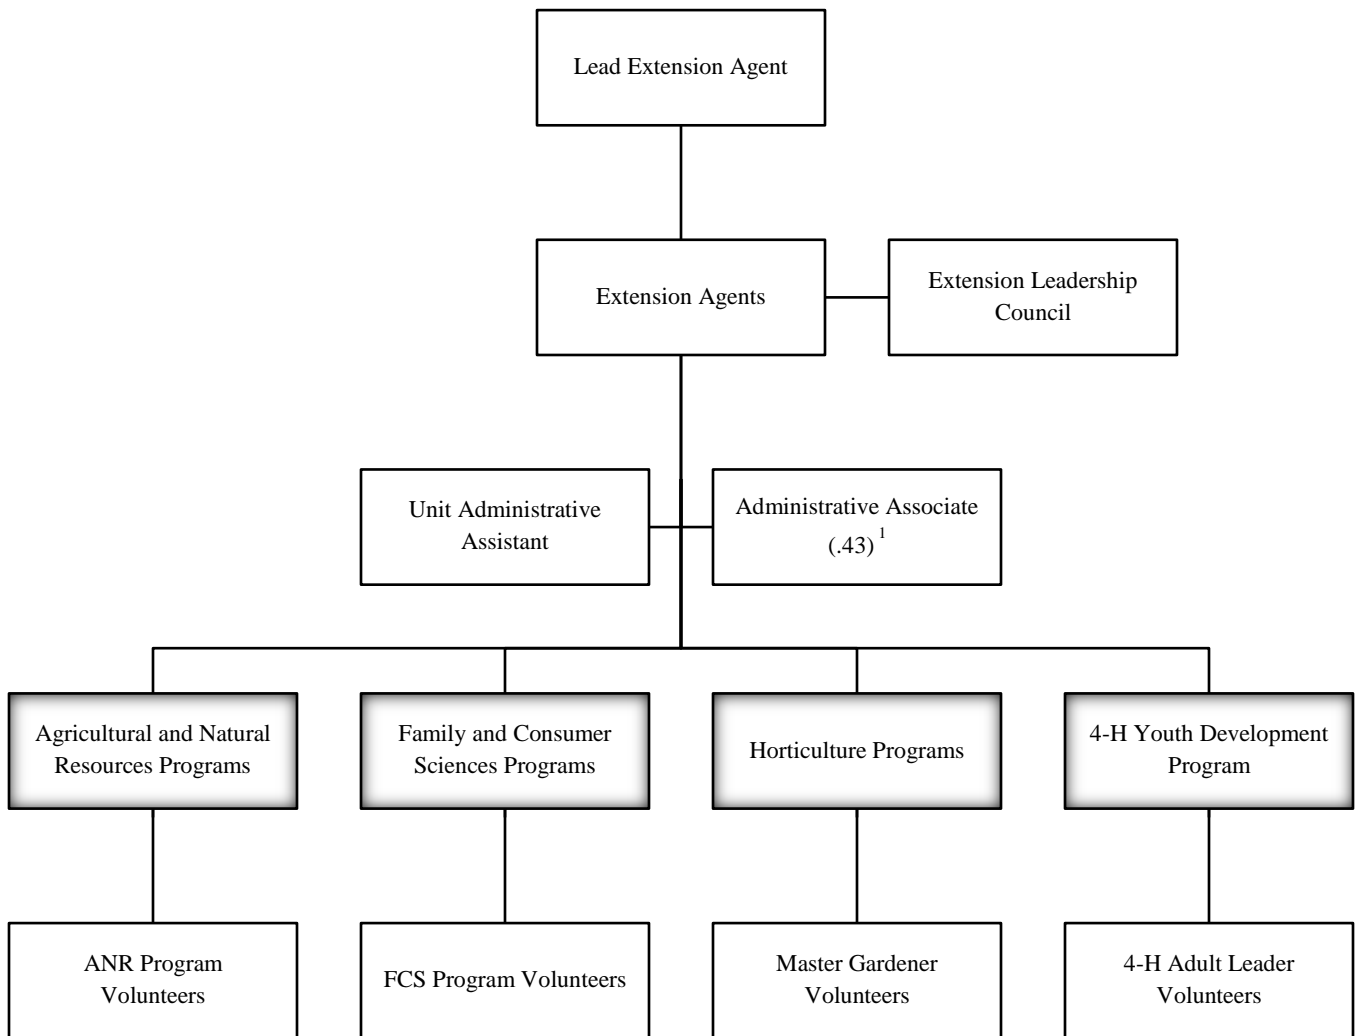 Lead Extension Agent
Extension Agents
Extension Leadership
Council
Unit Administrative
Assistant
Administrative Associate
(.43) 1
Agricultural and Natural
Resources Programs
Family and Consumer
Sciences Programs
Horticulture Programs
4-H Youth Development
Program
ANR Program
Volunteers
FCS Program Volunteers
Master Gardener
Volunteers
4-H Adult Leader
Volunteers